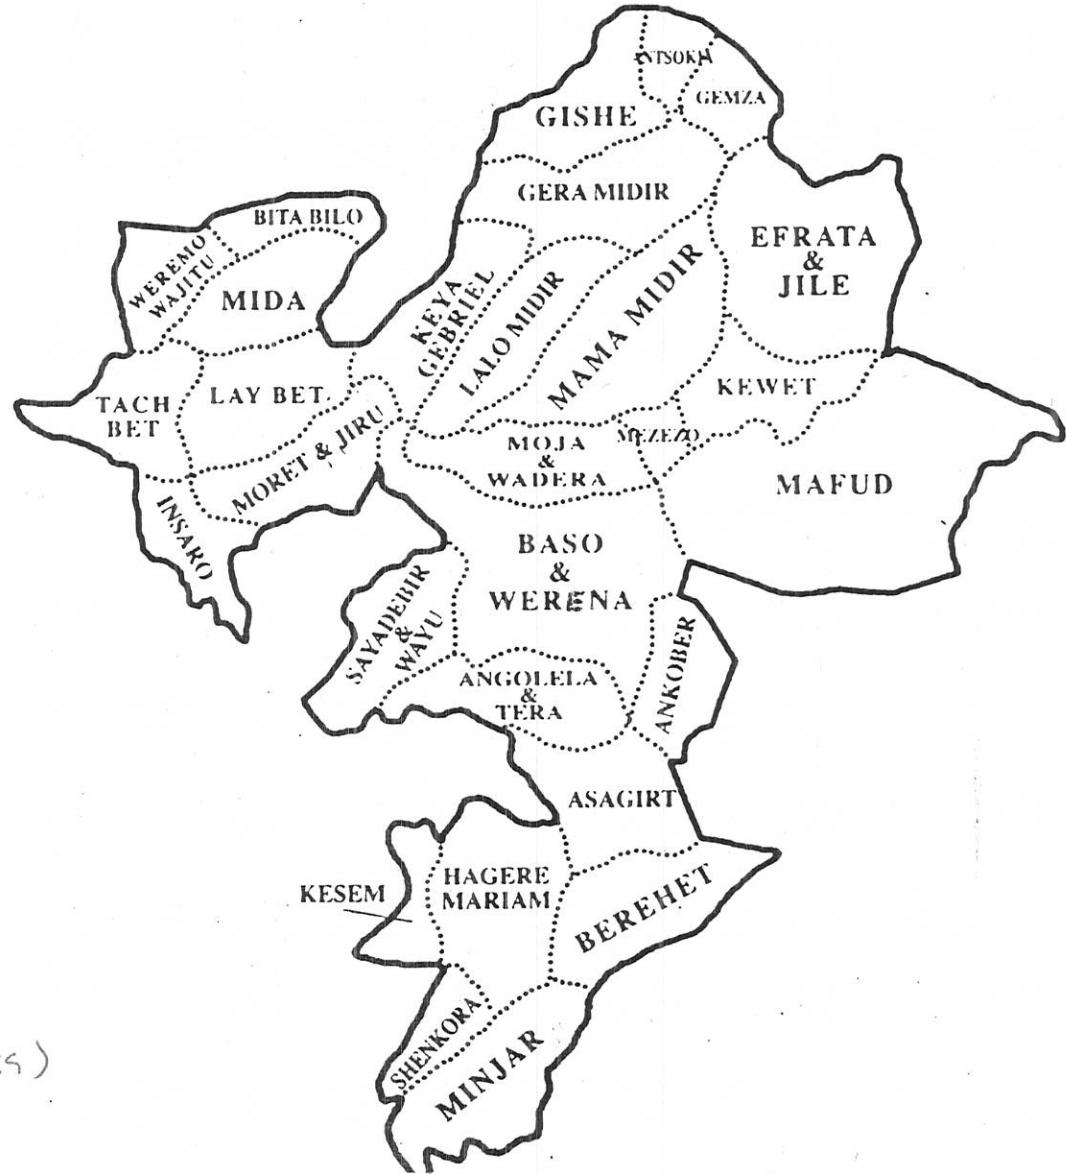 ANTSOKIA
GEMZA
GISHE
GERA MIDIR
BITA BILO
WEREMO
WAJITU
MIDA
EFRATA
&
JILE
KEYA
GEBRIEL
LALO MIDIR
MAMA MIDIR
KEWET
TACH
BET
LAY BET.
MORET & JIRU
MOJA
&
WADERA
MEZEZO
MAFUD
INSARO
BASO
&
WERENA
SAYADEBIR
&
WAYU
ANGOLELA
&
TERA
ANKOBER
ASAGIRT
HAGERE
MARIAM
KESEM
BEREHET
SHENKORA
MINJAR